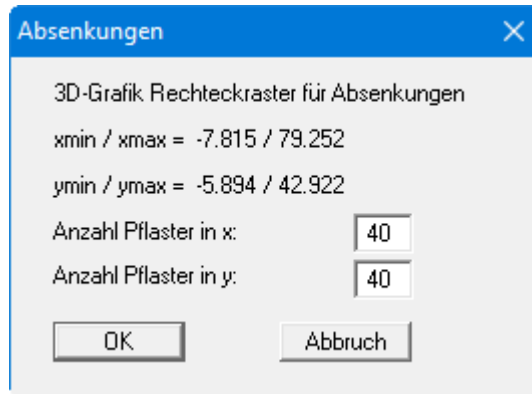 Absenkungen
3D-Grafik Rechteckraster für Absenkungen
xmin / xmax = -7.815 / 79.252
ymin / ymax = -5.894 / 42.922
Anzahl Pflaster in x: 40
Anzahl Pflaster in y: 40
OK Abbruch